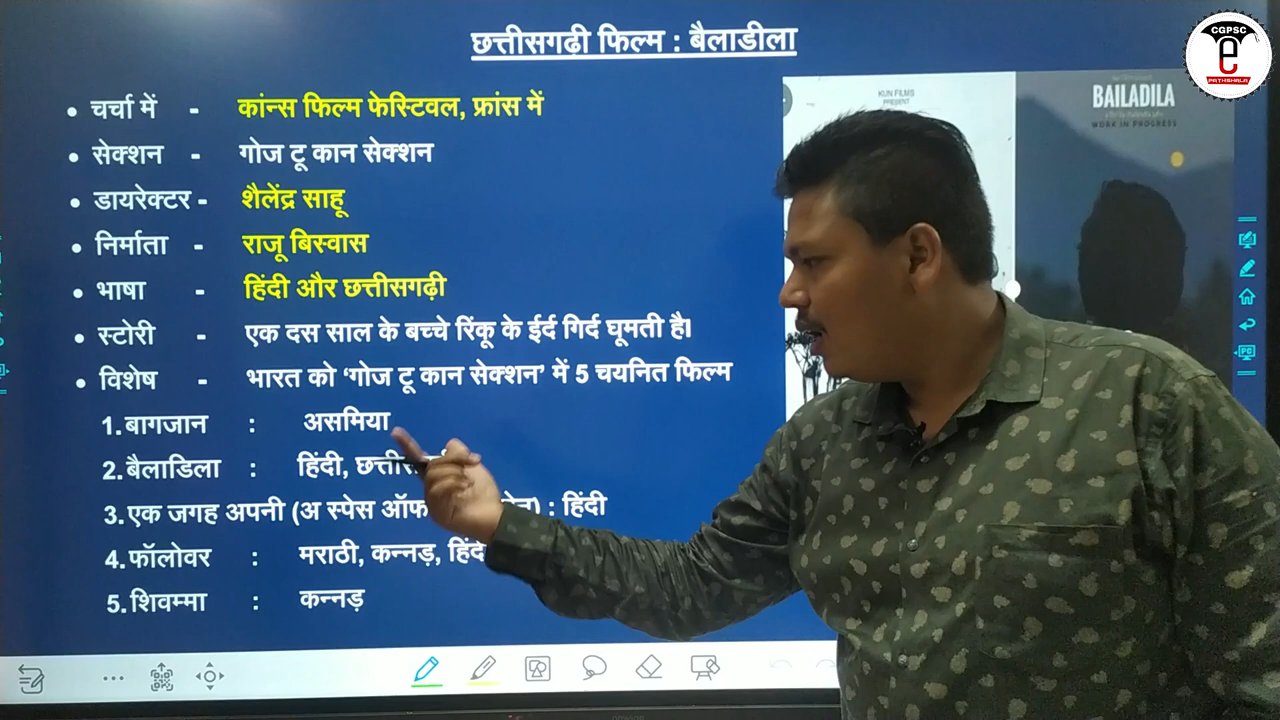 छत्तीसगढ़ी फिल्म : बैलाडीला
CGPSC
e
PATHSHALA
• चर्चा में - कांन्स फिल्म फेस्टिवल, फ्रांस में
• सेक्शन - गोज टू कान सेक्शन
• डायरेक्टर - शैलेंद्र साहू
• निर्माता - राजू बिस्वास
• भाषा - हिंदी और छत्तीसगढ़ी
• स्टोरी - एक दस साल के बच्चे रिंकू के ईर्द गिर्द घूमती है।
• विशेष - भारत को ‘गोज टू कान सेक्शन’ में 5 चयनित फिल्म
1. बागजान : असमिया
2. बैलाडिला : हिंदी,
3. एक जगह अपनी (अ स्पेस ऑफ : हिंदी
4. फॉलोवर : मराठी, कन्नड़,
5. शिवम्मा : कन्नड़
KUN FILMS
PRESENT
BAILADILA
WORK IN PROGRESS
PC